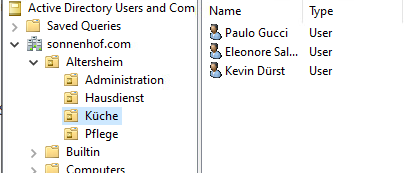 Active Directory Users and Com
Saved Queries
sonnenhof.com
Altersheim
Administration
Hausdienst
Küche
Pflege
Builtin
Computers
Name Type
Paulo Gucci User
Eleonore Sal... User
Kevin Dürst User